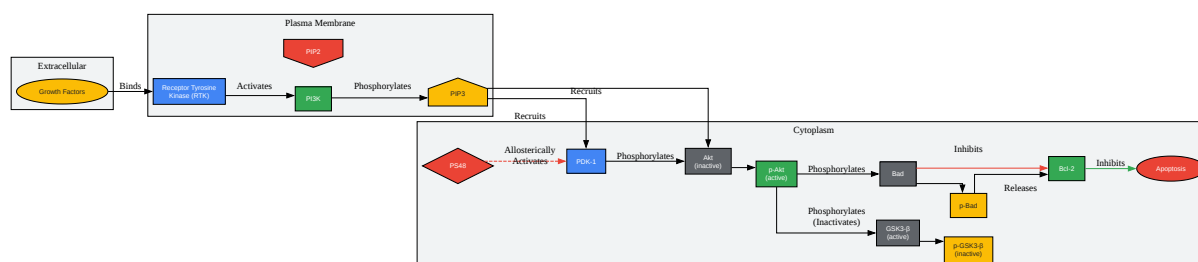 Plasma Membrane
Extracellular
Growth Factors
Binds
Receptor Tyrosine
Kinase (RTK)
Activates
PI3K
PIP2
Phosphorylates
PIP3
Recruits
Recruits
Cytoplasm
PS48
Allosterically
Activates
PDK-1
Phosphorylates
Akt
(inactive)
p-Akt
(active)
Phosphorylates
Bad
Inhibits
p-Bad
Releases
Bcl-2
Inhibits
Apoptosis
Phosphorylates
(Inactivates)
GSK3-β
(active)
p-GSK3-β
(inactive)